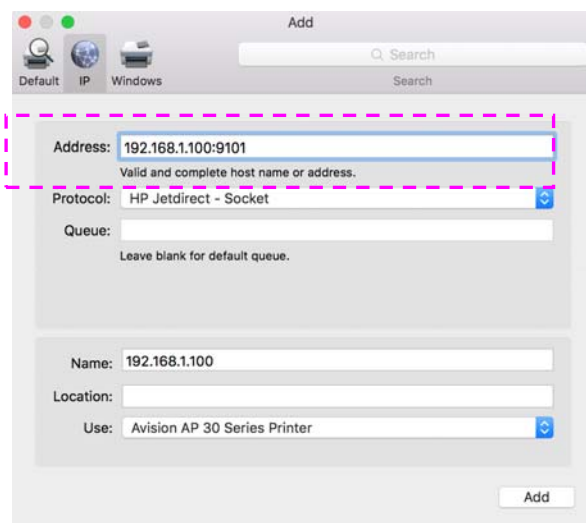 Add
Search
Default IP Windows Search
Address: 192.168.1.100:9101
Valid and complete host name or address.
Protocol: HP Jetdirect - Socket
Queue:
Leave blank for default queue.
Name: 192.168.1.100
Location:
Use: Avision AP 30 Series Printer
Add